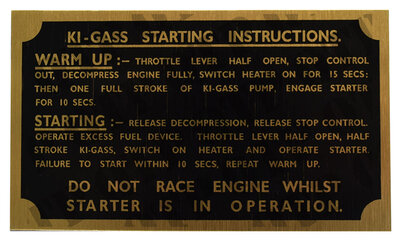 KI-GASS STARTING INSTRUCTIONS.
WARM UP :— THROTTLE LEVER HALF OPEN, STOP CONTROL
OUT, DECOMPRESS ENGINE FULLY, SWITCH HEATER ON FOR 15 SECS:
THEN ONE FULL STROKE OF KI-GASS PUMP, ENGAGE STARTER
FOR 10 SECS.
STARTING :— RELEASE DECOMPRESSION, RELEASE STOP CONTROL.
OPERATE EXCESS FUEL DEVICE. THROTTLE LEVER HALF OPEN, HALF
STROKE KI-GASS, SWITCH ON HEATER AND OPERATE STARTER.
FAILURE TO START WITHIN 10 SECS, REPEAT WARM UP.
DO NOT RACE ENGINE WHILST
STARTER IS IN OPERATION.